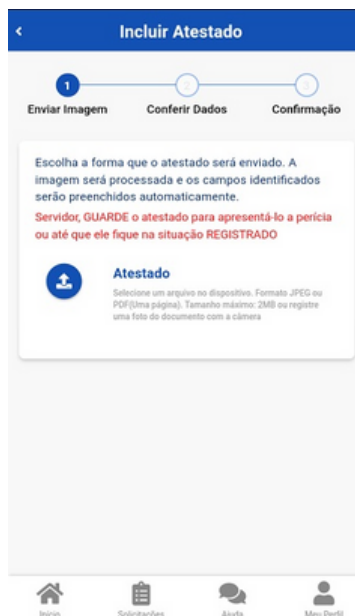 Incluir Atestado
1 2 3
Enviar Imagem Conferir Dados Confirmação
Escolha a forma que o atestado será enviado. A
imagem será processada e os campos identificados
serão preenchidos automaticamente.
Servidor, GUARDE o atestado para apresentá-lo a perícia
ou até que ele fique na situação REGISTRADO
Atestado
Selecione um arquivo no dispositivo. Formato JPEG ou
PDF(Uma página). Tamanho máximo: 2MB ou registre
uma foto do documento com a câmera
Início Solicitações Ajuda Meu Perfil